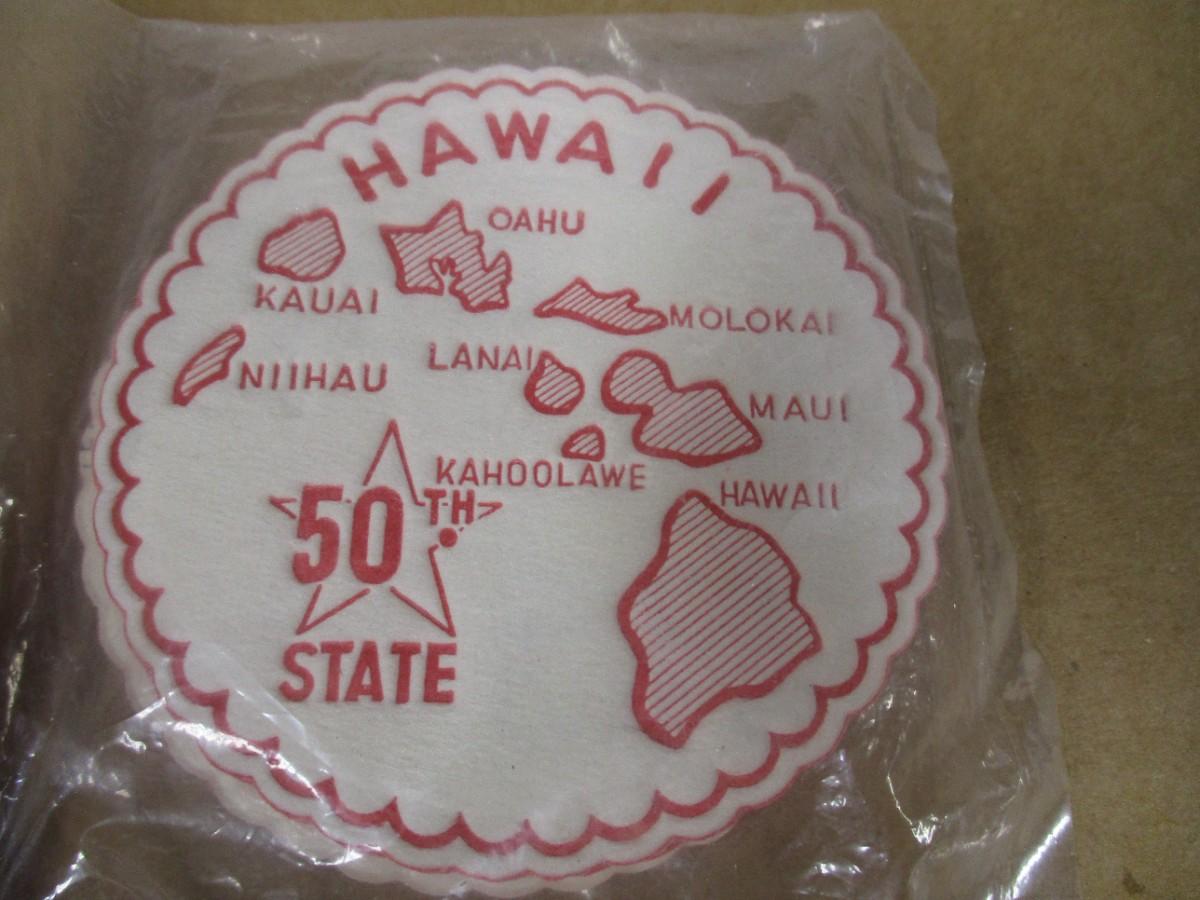 HAWAII
OAHU
KAUAI
MOLOKAI
LANAI
NIIHAU
MAUI
KAHOOLAWE
HAWAII
50TH
STATE